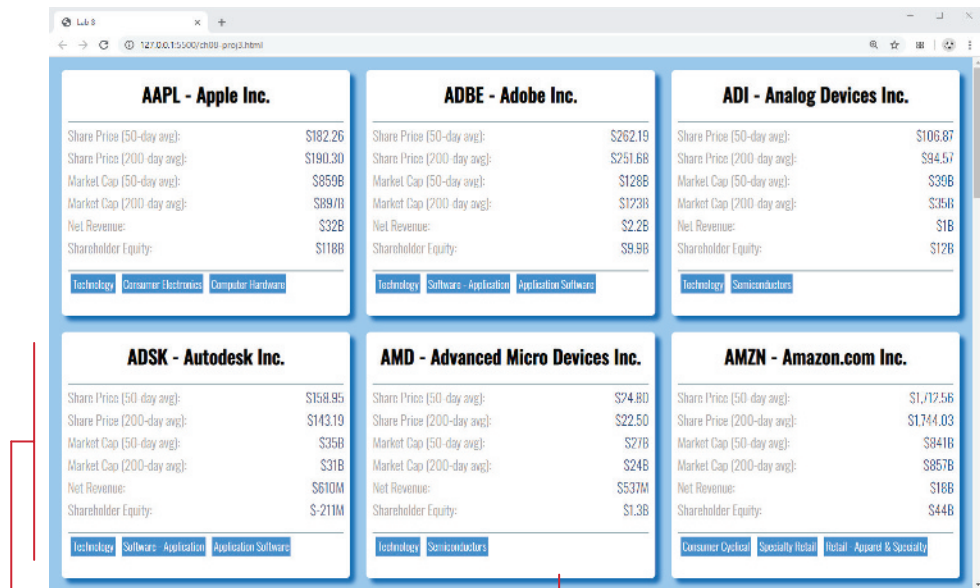 Lab 8
127.0.0.1:5500/ch08-proj3.html
AAPL - Apple Inc.
Share Price (50-day avg): $182.26
Share Price (200-day avg): $190.30
Market Cap (50-day avg): $859B
Market Cap (200-day avg): $897B
Net Revenue: $32B
Shareholder Equity: $118B
Technology Consumer Electronics Computer Hardware
ADBE - Adobe Inc.
Share Price (50-day avg): $262.19
Share Price (200-day avg): $251.68
Market Cap (50-day avg): $128B
Market Cap (200-day avg): $123B
Net Revenue: $2.2B
Shareholder Equity: $9.9B
Technology Software - Application Application Software
ADI - Analog Devices Inc.
Share Price (50-day avg): $106.87
Share Price (200-day avg): $94.57
Market Cap (50-day avg): $39B
Market Cap (200-day avg): $35B
Net Revenue: $1B
Shareholder Equity: $12B
Technology Semiconductors
ADSK - Autodesk Inc.
Share Price (50-day avg): $158.95
Share Price (200-day avg): $143.19
Market Cap (50-day avg): $35B
Market Cap (200-day avg): $31B
Net Revenue: $610M
Shareholder Equity: $-211M
Technology Software - Application Application Software
AMD - Advanced Micro Devices Inc.
Share Price (50-day avg): $24.80
Share Price (200-day avg): $22.50
Market Cap (50-day avg): $27B
Market Cap (200-day avg): $24B
Net Revenue: $537M
Shareholder Equity: $1.3B
Technology Semiconductors
AMZN - Amazon.com Inc.
Share Price (50-day avg): $1,712.56
Share Price (200-day avg): $1,744.03
Market Cap (50-day avg): $841B
Market Cap (200-day avg): $857B
Net Revenue: $18B
Shareholder Equity: $44B
Consumer Cyclical Specialty Retail Retail - Apparel & Specialty